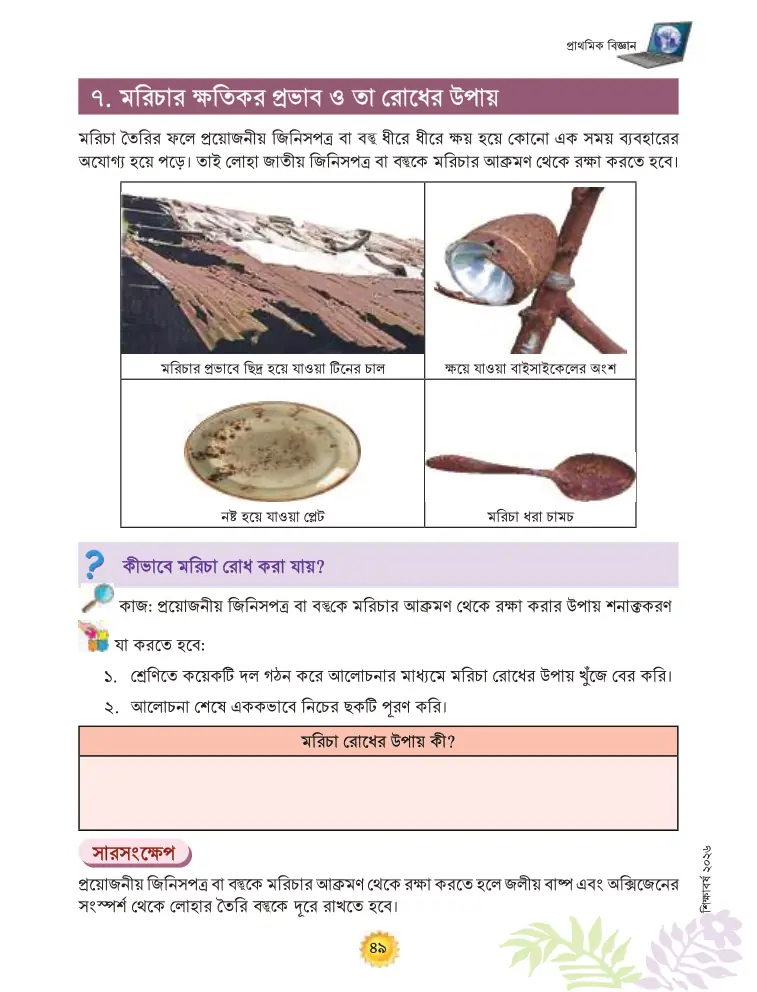 প্রাথমিক বিজ্ঞান
৭. মরিচার ক্ষতিকর প্রভাব ও তা রোধের উপায়
মরিচা তৈরির ফলে প্রয়োজনীয় জিনিসপত্র বা বস্তু ধীরে ধীরে ক্ষয় হয়ে কোনো এক সময় ব্যবহারের
অযোগ্য হয়ে পড়ে। তাই লোহা জাতীয় জিনিসপত্র বা বস্তুকে মরিচার আক্রমণ থেকে রক্ষা করতে হবে।
মরিচার প্রভাবে ছিদ্র হয়ে যাওয়া টিনের চাল
ক্ষয়ে যাওয়া বাইসাইকেলের অংশ
নষ্ট হয়ে যাওয়া প্লেট
মরিচা ধরা চামচ
? কীভাবে মরিচা রোধ করা যায়?
কাজ: প্রয়োজনীয় জিনিসপত্র বা বস্তুকে মরিচার আক্রমণ থেকে রক্ষা করার উপায় শনাক্তকরণ
যা করতে হবে:
১. শ্রেণিতে কয়েকটি দল গঠন করে আলোচনার মাধ্যমে মরিচা রোধের উপায় খুঁজে বের করি।
২. আলোচনা শেষে এককভাবে নিচের ছকটি পূরণ করি।
মরিচা রোধের উপায় কী?
সারসংক্ষেপ
প্রয়োজনীয় জিনিসপত্র বা বস্তুকে মরিচার আক্রমণ থেকে রক্ষা করতে হলে জলীয় বাষ্প এবং অক্সিজেনের
সংস্পর্শ থেকে লোহার তৈরি বস্তুকে দূরে রাখতে হবে।
শিক্ষাবর্ষ ২০২৬
৪৯